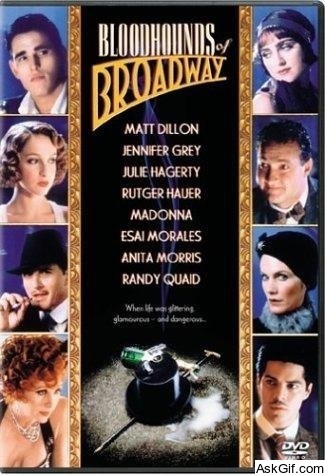 BLOODHOUNDS of
BROADWAY
MATT DILLON
JENNIFER GREY
JULIE HAGERTY
RUTGER HAUER
MADONNA
ESAI MORALES
ANITA MORRIS
RANDY QUAID
When life was glittering,
glamourous – and dangerous...
DVD
VIDEO
AskGif.com